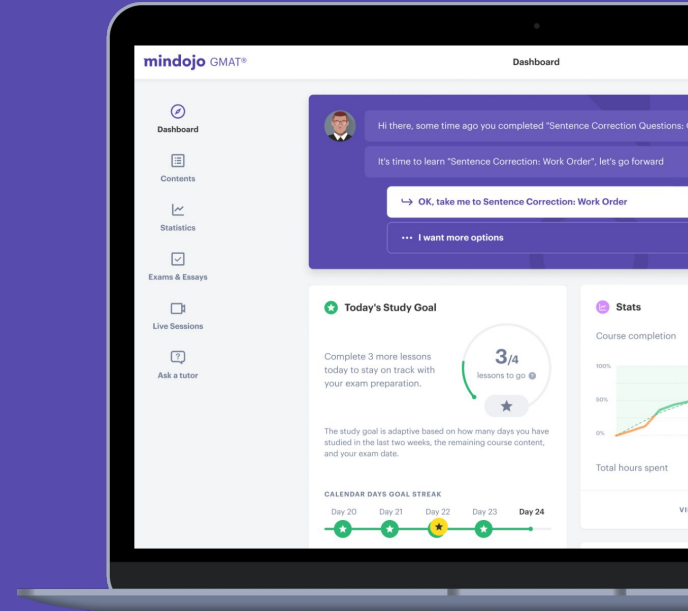 mindojo GMAT®
Dashboard
Dashboard
Contents
Statistics
Exams & Essays
Live Sessions
Ask a tutor
Hi there, some time ago you completed "Sentence Correction Questions:
It's time to learn "Sentence Correction: Work Order", let's go forward
OK, take me to Sentence Correction: Work Order
I want more options
Today's Study Goal
Complete 3 more lessons
today to stay on track with
your exam preparation.
3/4
lessons to go
The study goal is adaptive based on how many days you have
studied in the last two weeks, the remaining course content,
and your exam date.
CALENDAR DAYS GOAL STREAK
Day 20 Day 21 Day 22 Day 23 Day 24
Stats
Course completion
100%
50%
0%
Total hours spent